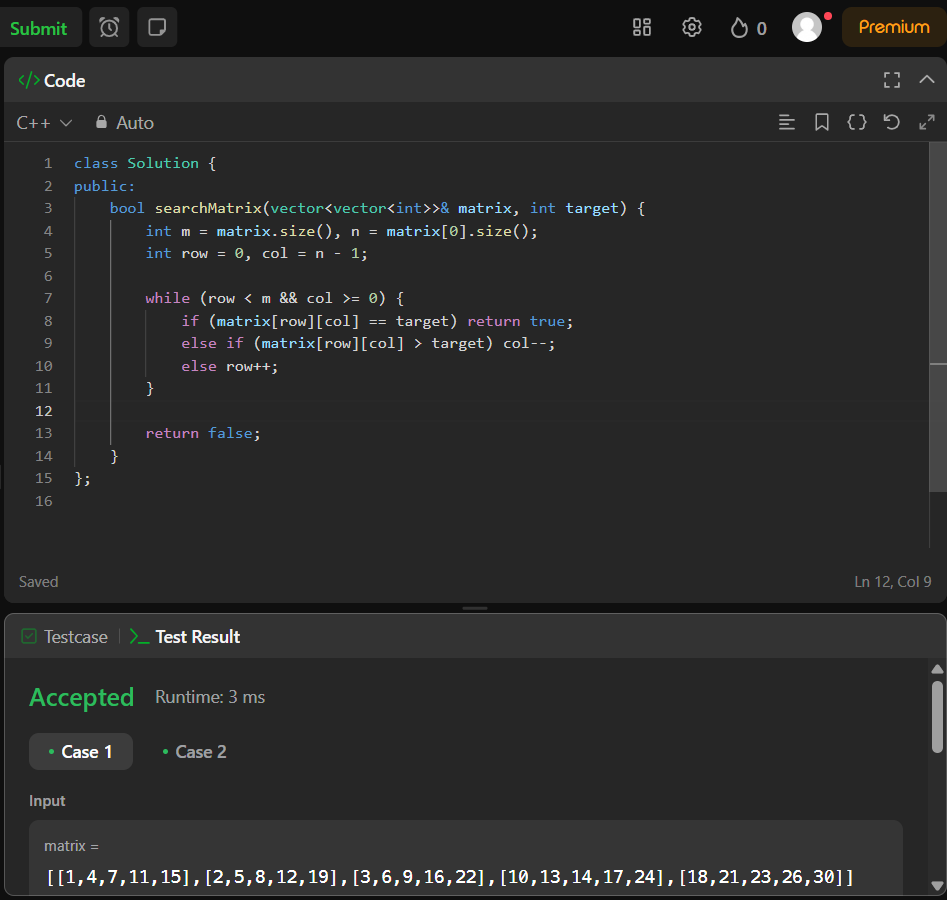 Submit 0 Premium
</> Code
C++ Auto
1 class Solution {
2 public:
3     bool searchMatrix(vector<vector<int>>& matrix, int target) {
4         int m = matrix.size(), n = matrix[0].size();
5         int row = 0, col = n - 1;
6
7         while (row < m && col >= 0) {
8             if (matrix[row][col] == target) return true;
9             else if (matrix[row][col] > target) col--;
10             else row++;
11         }
12
13         return false;
14     }
15 };
16
Saved Ln 12, Col 9
Testcase >_ Test Result
Accepted Runtime: 3 ms
• Case 1 • Case 2
Input
matrix =
[[1,4,7,11,15],[2,5,8,12,19],[3,6,9,16,22],[10,13,14,17,24],[18,21,23,26,30]]